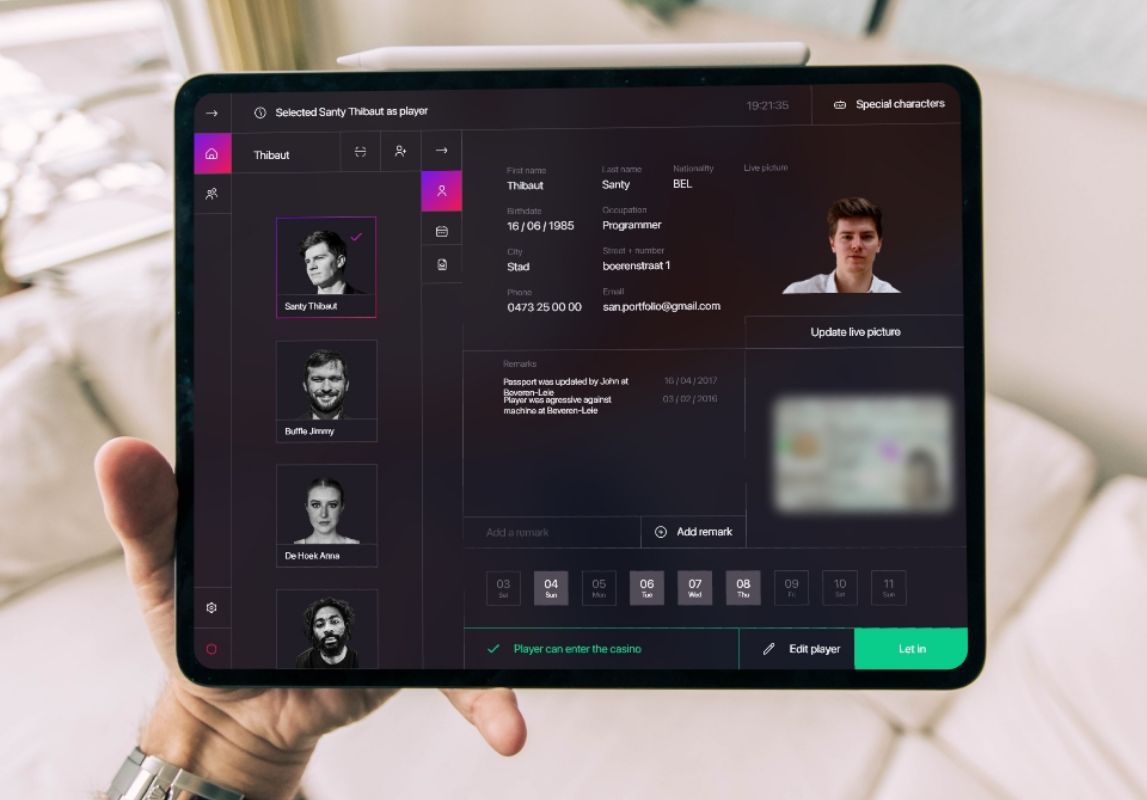 Selected Santy Thibaut as player
19:21:35
Special characters
Thibaut
Santy Thibaut
Buffle Jimmy
De Hoek Anna
First name
Last name
Nationality
Live picture
Thibaut
Santy
BEL
Birthdate
Occupation
16 / 06 / 1985
Programmer
City
Street + number
Stad
boerenstraat 1
Phone
Email
0473 25 00 00
san.portfolio@gmail.com
Update live picture
Remarks
Passport was updated by John at
Beveren-Leie
16 / 04 / 2017
Player was agressive against
machine at Beveren-Leie
03 / 02 / 2016
Add a remark
Add remark
03
Sat
04
Sun
05
Mon
06
Tue
07
Wed
08
Thu
09
Fri
10
Sat
11
Sun
Player can enter the casino
Edit player
Let in